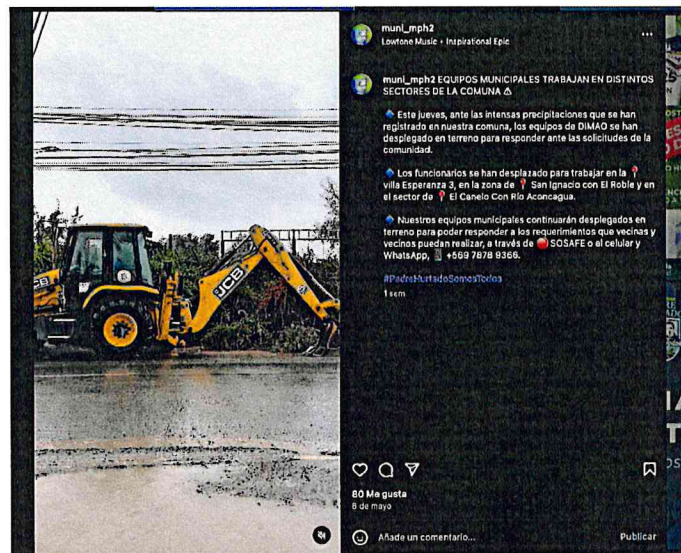 muni_mph2
Lowtone Music • Inspirational Epic
muni_mph2 EQUIPOS MUNICIPALES TRABAJAN EN DISTINTOS
SECTORES DE LA COMUNA ⚠
🔹 Este jueves, ante las intensas precipitaciones que se han
registrado en nuestra comuna, los equipos de DIMAO se han
desplegado en terreno para responder ante las solicitudes de la
comunidad.
🔹 Los funcionarios se han desplazado para trabajar en la 📍
villa Esperanza 3, en la zona de 📍 San Ignacio con El Roble y en
el sector de 📍 El Canelo Con Río Aconcagua.
🔹 Nuestros equipos municipales continuarán desplegados en
terreno para poder responder a los requerimientos que vecinas y
vecinos puedan realizar, a través de 🔴 SOSAFE o el celular y
WhatsApp, 📱 +569 7878 9366.
#PadreHurtadoSomosTodos
1 sem
JCB
JCB
80 Me gusta
8 de mayo
Añade un comentario...
Publicar